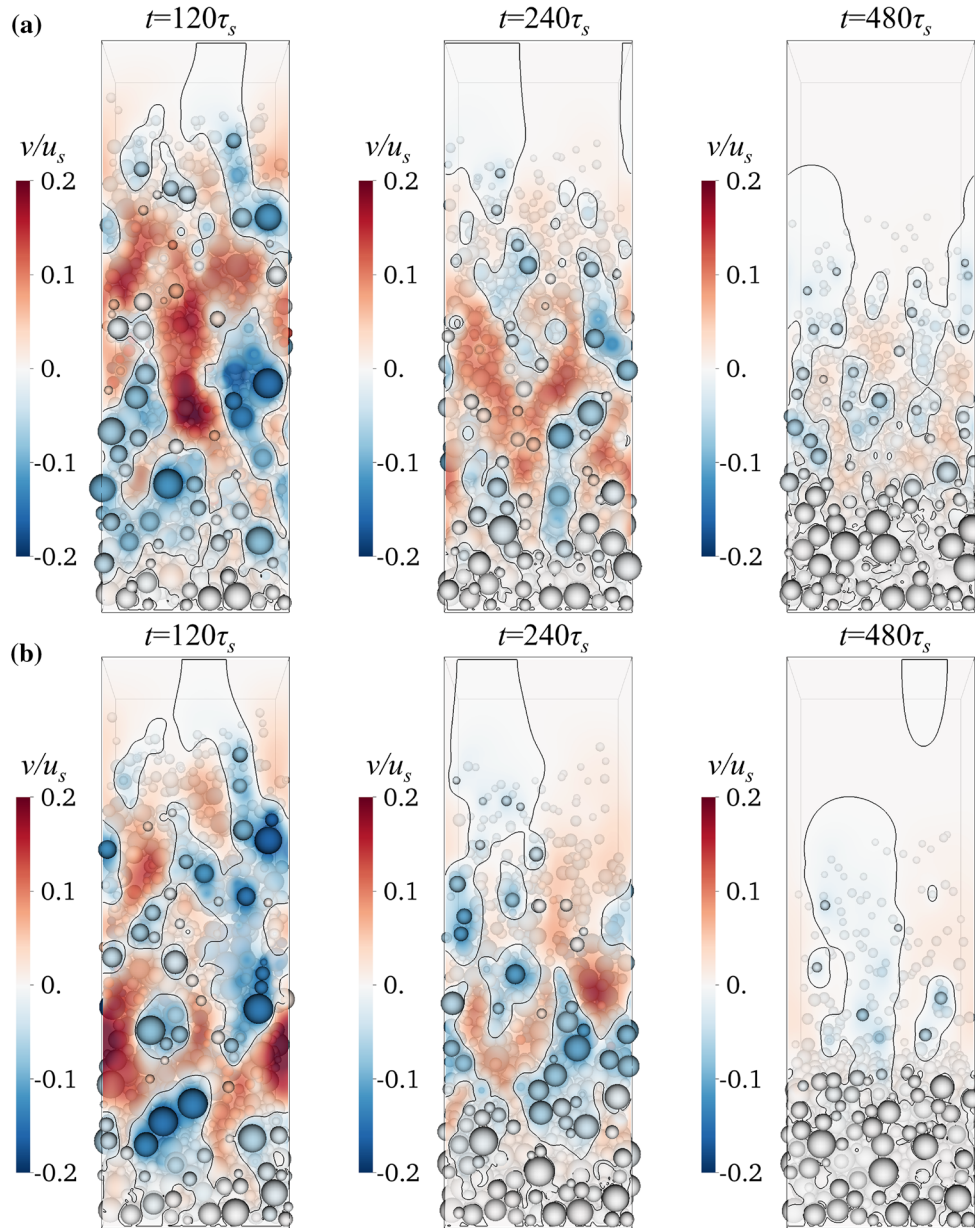 (a)
t=120τs t=240τs t=480τs
v/us v/us v/us
0.2 0.2 0.2
0.1 0.1 0.1
0. 0. 0.
-0.1 -0.1 -0.1
-0.2 -0.2 -0.2
(b)
t=120τs t=240τs t=480τs
v/us v/us v/us
0.2 0.2 0.2
0.1 0.1 0.1
0. 0. 0.
-0.1 -0.1 -0.1
-0.2 -0.2 -0.2